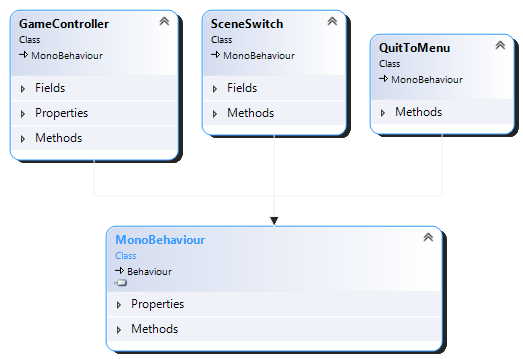 GameController
Class
MonoBehaviour
Fields
Properties
Methods
SceneSwitch
Class
MonoBehaviour
Fields
Methods
QuitToMenu
Class
MonoBehaviour
Methods
MonoBehaviour
Class
Behaviour
Properties
Methods